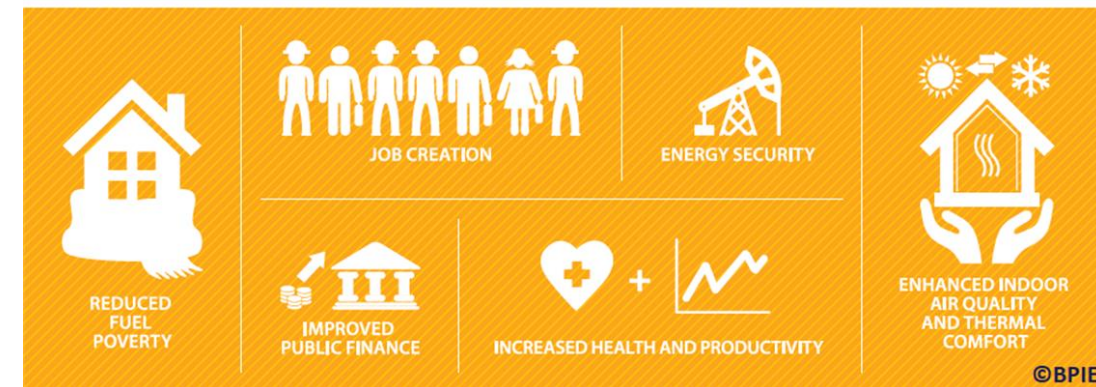 REDUCED
FUEL
POVERTY
JOB CREATION
ENERGY SECURITY
IMPROVED
PUBLIC FINANCE
INCREASED HEALTH AND PRODUCTIVITY
ENHANCED INDOOR
AIR QUALITY
AND THERMAL
COMFORT
©BPIE